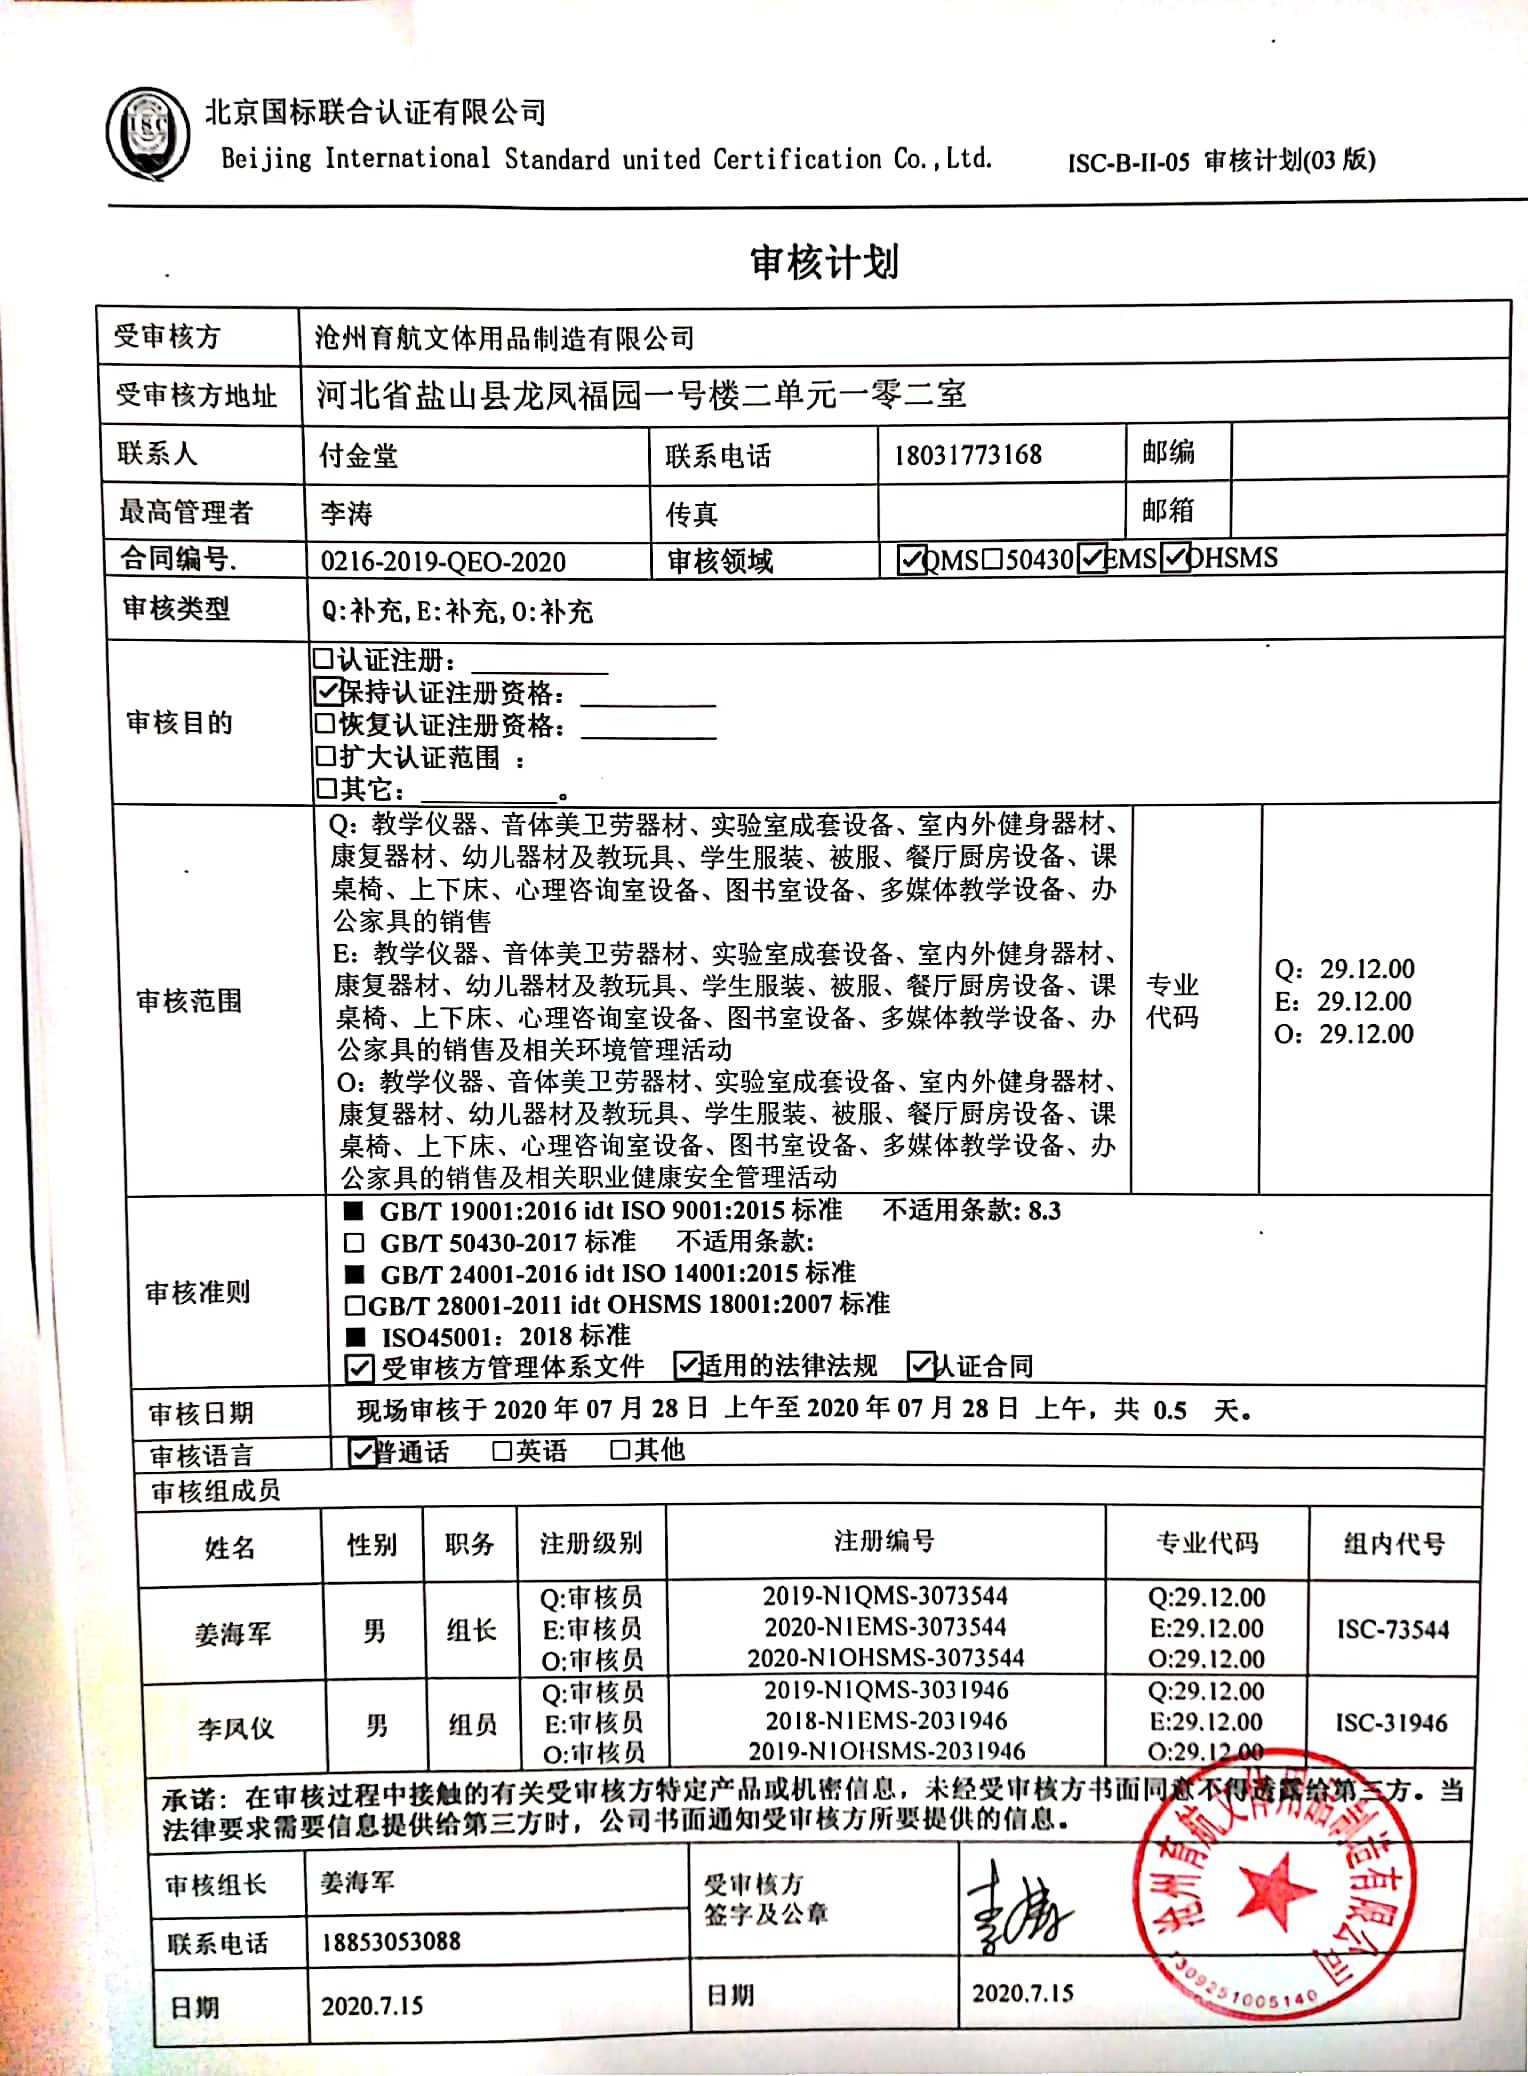 ISC
北京国标联合认证有限公司
Beijing International Standard united Certification Co.,Ltd.
ISC-B-II-05 审核计划(03 版)
审核计划
受审核方 沧州育航文体用品制造有限公司
受审核方地址 河北省盐山县龙凤福园一号楼二单元一零二室
联系人 付金堂 联系电话 18031773168 邮编
最高管理者 李涛 传真 邮箱
合同编号. 0216-2019-QEO-2020 审核领域 ☑QMS☐50430☑EMS☑OHSMS
审核类型 Q:补充,E:补充,O:补充
审核目的
☐认证注册：
☑保持认证注册资格：
☐恢复认证注册资格：
☐扩大认证范围 ：
☐其它： 。
审核范围
Q：教学仪器、音体美卫劳器材、实验室成套设备、室内外健身器材、
康复器材、幼儿器材及教玩具、学生服装、被服、餐厅厨房设备、课
桌椅、上下床、心理咨询室设备、图书室设备、多媒体教学设备、办
公家具的销售
E：教学仪器、音体美卫劳器材、实验室成套设备、室内外健身器材、
康复器材、幼儿器材及教玩具、学生服装、被服、餐厅厨房设备、课
桌椅、上下床、心理咨询室设备、图书室设备、多媒体教学设备、办
公家具的销售及相关环境管理活动
O：教学仪器、音体美卫劳器材、实验室成套设备、室内外健身器材、
康复器材、幼儿器材及教玩具、学生服装、被服、餐厅厨房设备、课
桌椅、上下床、心理咨询室设备、图书室设备、多媒体教学设备、办
公家具的销售及相关职业健康安全管理活动
专业
代码
Q：29.12.00
E：29.12.00
O：29.12.00
审核准则
■ GB/T 19001:2016 idt ISO 9001:2015 标准 不适用条款: 8.3
☐ GB/T 50430-2017 标准 不适用条款:
■ GB/T 24001-2016 idt ISO 14001:2015 标准
☐GB/T 28001-2011 idt OHSMS 18001:2007 标准
■ ISO45001：2018 标准
☑ 受审核方管理体系文件 ☑适用的法律法规 ☑认证合同
审核日期 现场审核于 2020 年 07 月 28 日 上午至 2020 年 07 月 28 日 上午，共 0.5 天。
审核语言 ☑普通话 ☐英语 ☐其他
审核组成员
姓名 性别 职务 注册级别 注册编号 专业代码 组内代号
姜海军 男 组长 ISC-73544
Q:审核员 2019-N1QMS-3073544 Q:29.12.00
E:审核员 2020-N1EMS-3073544 E:29.12.00
O:审核员 2020-N1OHSMS-3073544 O:29.12.00
李凤仪 男 组员 ISC-31946
Q:审核员 2019-N1QMS-3031946 Q:29.12.00
E:审核员 2018-N1EMS-2031946 E:29.12.00
O:审核员 2019-N1OHSMS-2031946 O:29.12.00
承诺：在审核过程中接触的有关受审核方特定产品或机密信息，未经受审核方书面同意不得透露给第三方。当
法律要求需要信息提供给第三方时，公司书面通知受审核方所要提供的信息。
审核组长 姜海军
受审核方
签字及公章
李涛
联系电话 18853053088
日期 2020.7.15 日期 2020.7.15
沧州育航文体用品制造有限公司
1309251005140